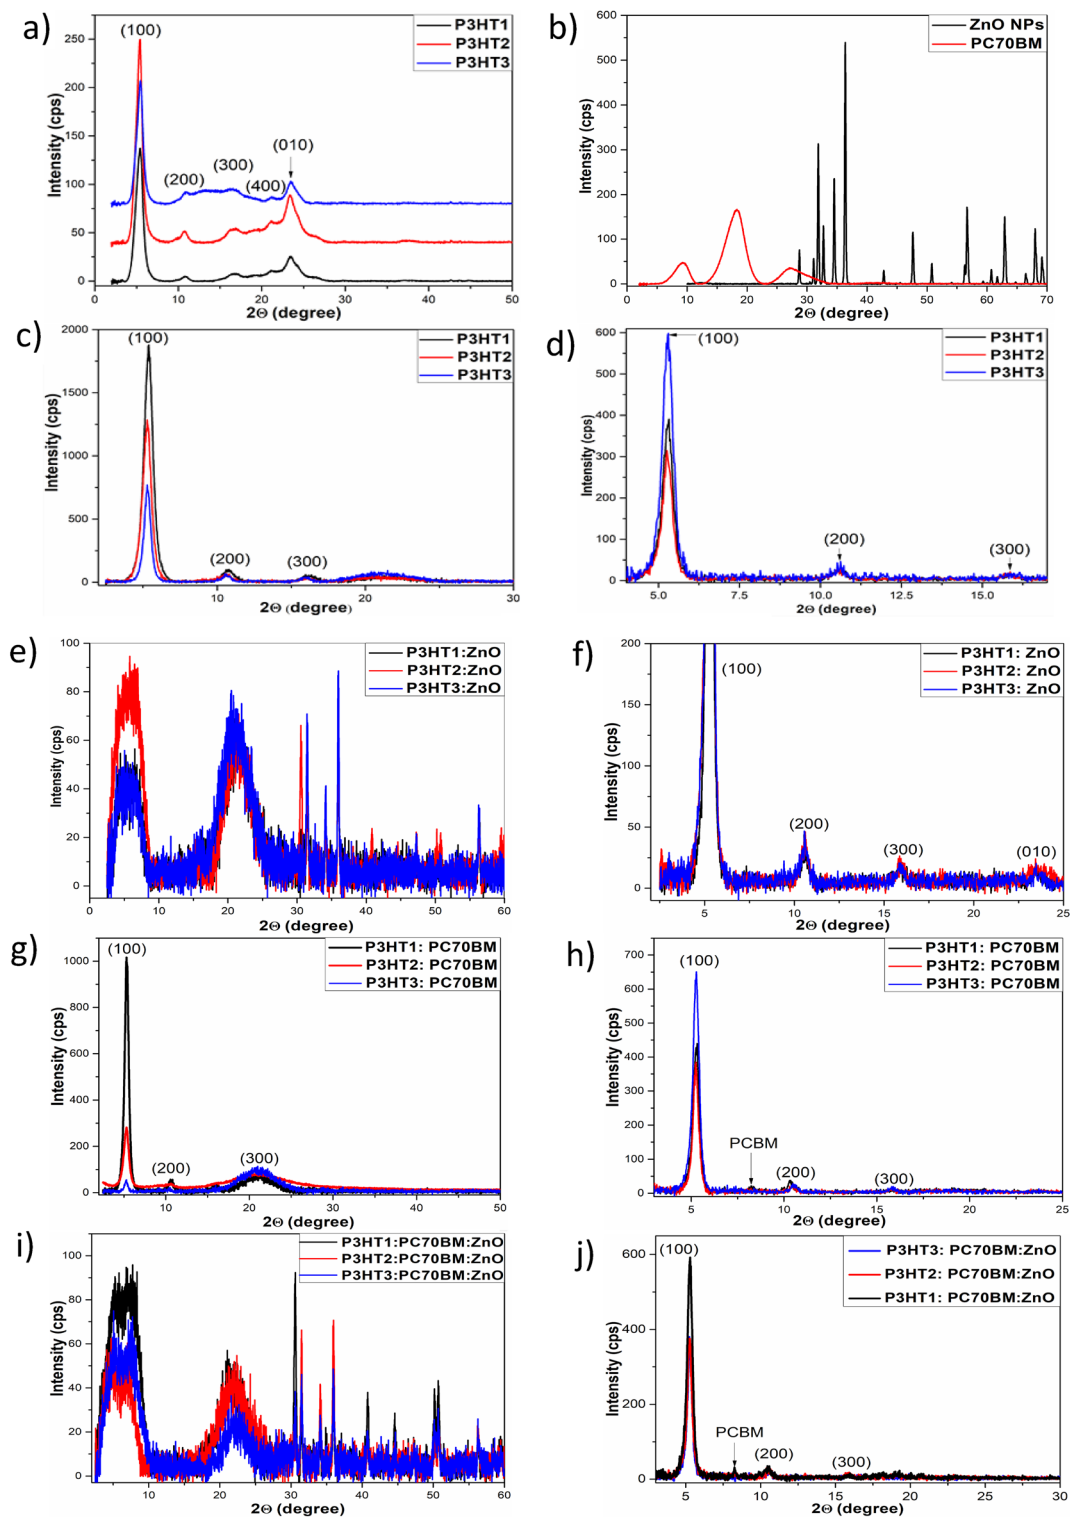 a)
(100)
P3HT1
P3HT2
P3HT3
250
200
150
100
50
0
(200)
(300)
(400)
(010)
Intensity (cps)
0 10 20 30 40 50
2Θ (degree)
b)
ZnO NPs
PC70BM
600
500
400
300
200
100
0
Intensity (cps)
0 10 20 30 40 50 60 70
2Θ (degree)
c)
(100)
P3HT1
P3HT2
P3HT3
2000
1500
1000
500
0
(200)
(300)
Intensity (cps)
10 20 30
2Θ (degree)
d)
(100)
P3HT1
P3HT2
P3HT3
600
500
400
300
200
100
0
(200)
(300)
Intensity (cps)
5.0 7.5 10.0 12.5 15.0
2Θ (degree)
e)
P3HT1:ZnO
P3HT2:ZnO
P3HT3:ZnO
100
80
60
40
20
0
Intensity (cps)
0 10 20 30 40 50 60
2Θ (degree)
f)
(100)
P3HT1: ZnO
P3HT2: ZnO
P3HT3: ZnO
200
150
100
50
0
(200)
(300)
(010)
Intensity (cps)
5 10 15 20 25
2Θ (degree)
g)
(100)
P3HT1: PC70BM
P3HT2: PC70BM
P3HT3: PC70BM
1000
800
600
400
200
0
(200)
(300)
Intensity (cps)
10 20 30 40 50
2Θ (degree)
h)
(100)
P3HT1: PC70BM
P3HT2: PC70BM
P3HT3: PC70BM
700
600
500
400
300
200
100
0
PCBM
(200)
(300)
Intensity (cps)
5 10 15 20 25
2Θ (degree)
i)
P3HT1:PC70BM:ZnO
P3HT2:PC70BM:ZnO
P3HT3:PC70BM:ZnO
100
80
60
40
20
0
Intensity (cps)
10 20 30 40 50 60
2Θ (degree)
j)
(100)
P3HT3: PC70BM:ZnO
P3HT2: PC70BM:ZnO
P3HT1: PC70BM:ZnO
600
400
200
0
PCBM
(200)
(300)
Intensity (cps)
5 10 15 20 25 30
2Θ (degree)